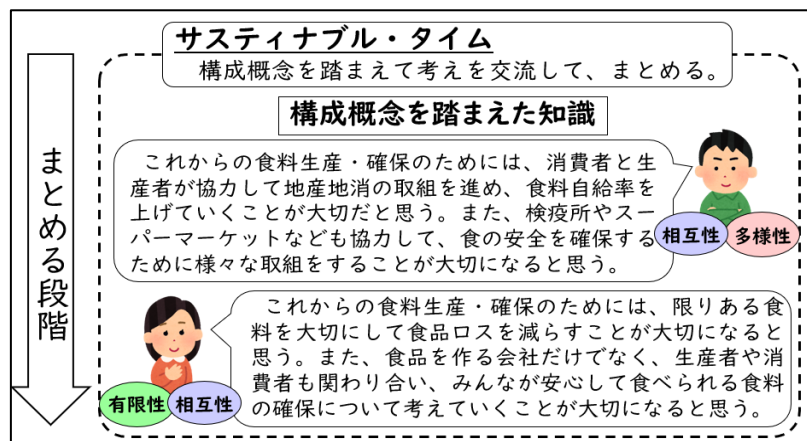 サスティナブル・タイム
構成概念を踏まえて考えを交流して、まとめる。
構成概念を踏まえた知識
まとめる段階
これからの食料生産・確保のためには、消費者と生
産者が協力して地産地消の取組を進め、食料自給率を
上げていくことが大切だと思う。また、検疫所やスー
パーマーケットなども協力して、食の安全を確保する
ために様々な取組をすることが大切になると思う。
相互性
多様性
これからの食料生産・確保のためには、限りある食
料を大切にして食品ロスを減らすことが大切になると
思う。また、食品を作る会社だけでなく、生産者や消
費者も関わり合い、みんなが安心して食べられる食料
の確保について考えていくことが大切になると思う。
有限性
相互性